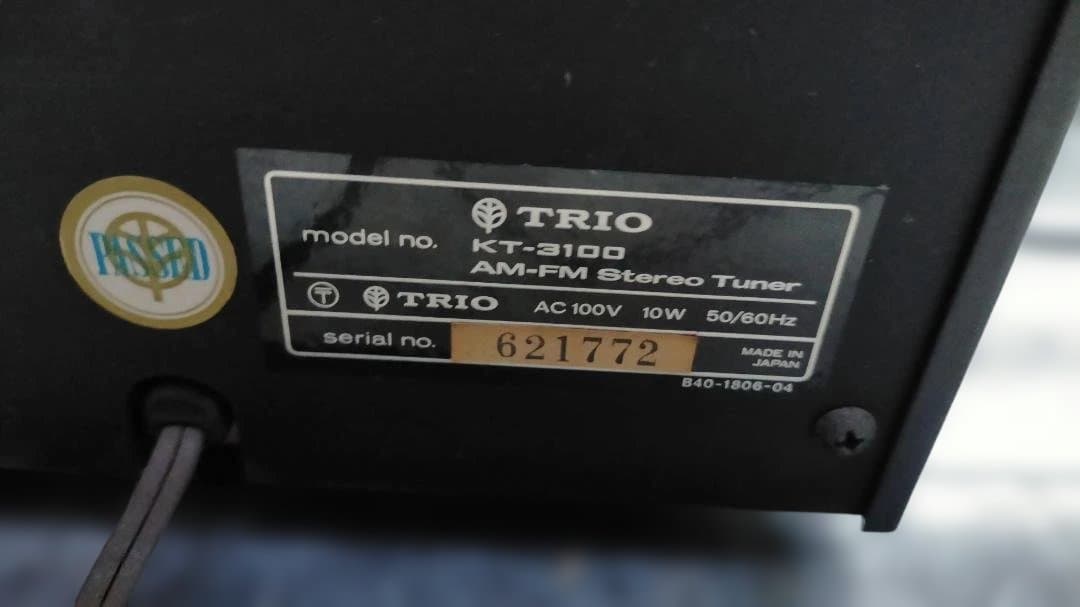 PASSED
TRIO
model no. KT-3100
AM-FM Stereo Tuner
T TRIO AC 100V 10W 50/60Hz
serial no. 621772 MADE IN
JAPAN
B40-1806-04